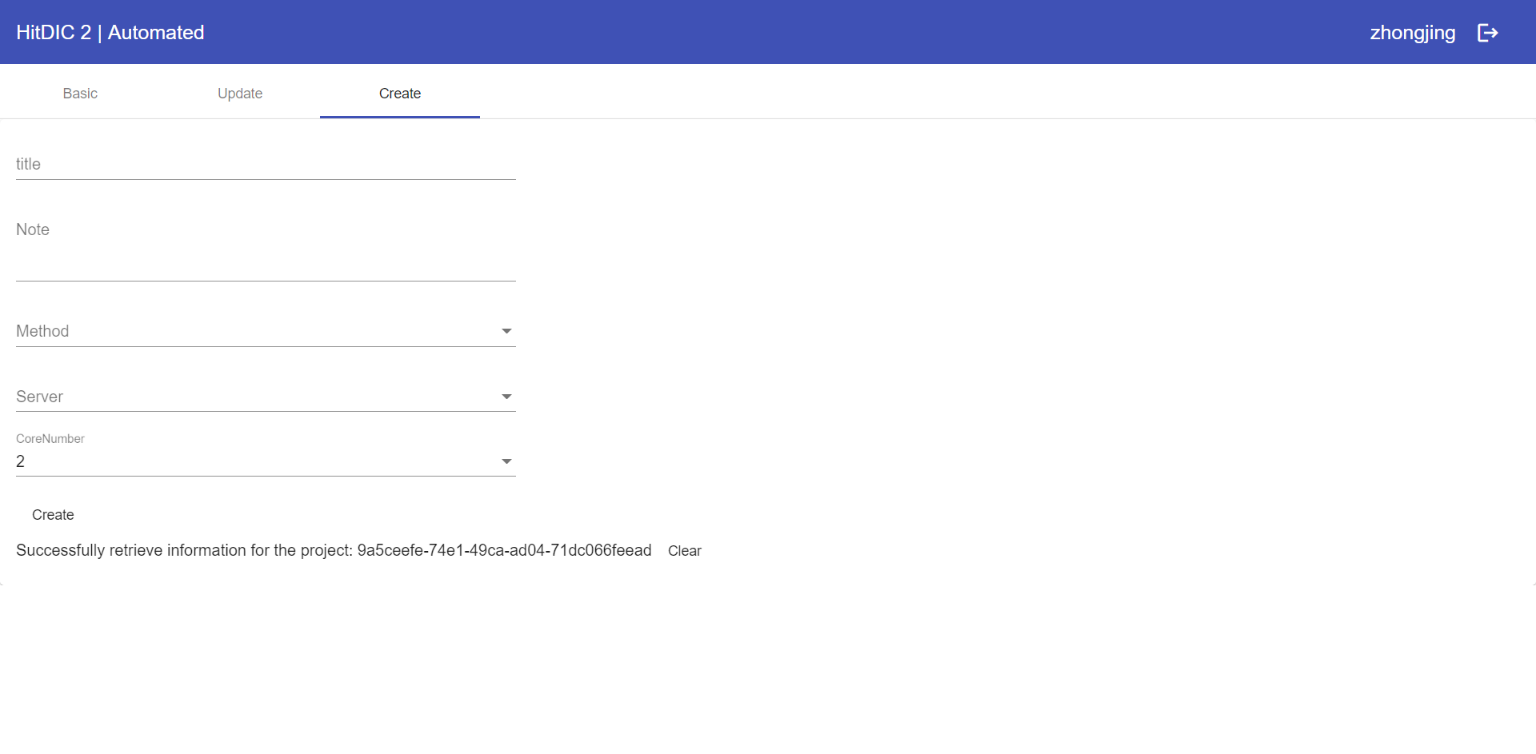 HitDIC 2 | Automated
zhongjing
Basic Update Create
title
Note
Method
Server
CoreNumber
2
Create
Successfully retrieve information for the project: 9a5ceefe-74e1-49ca-ad04-71dc066feead Clear